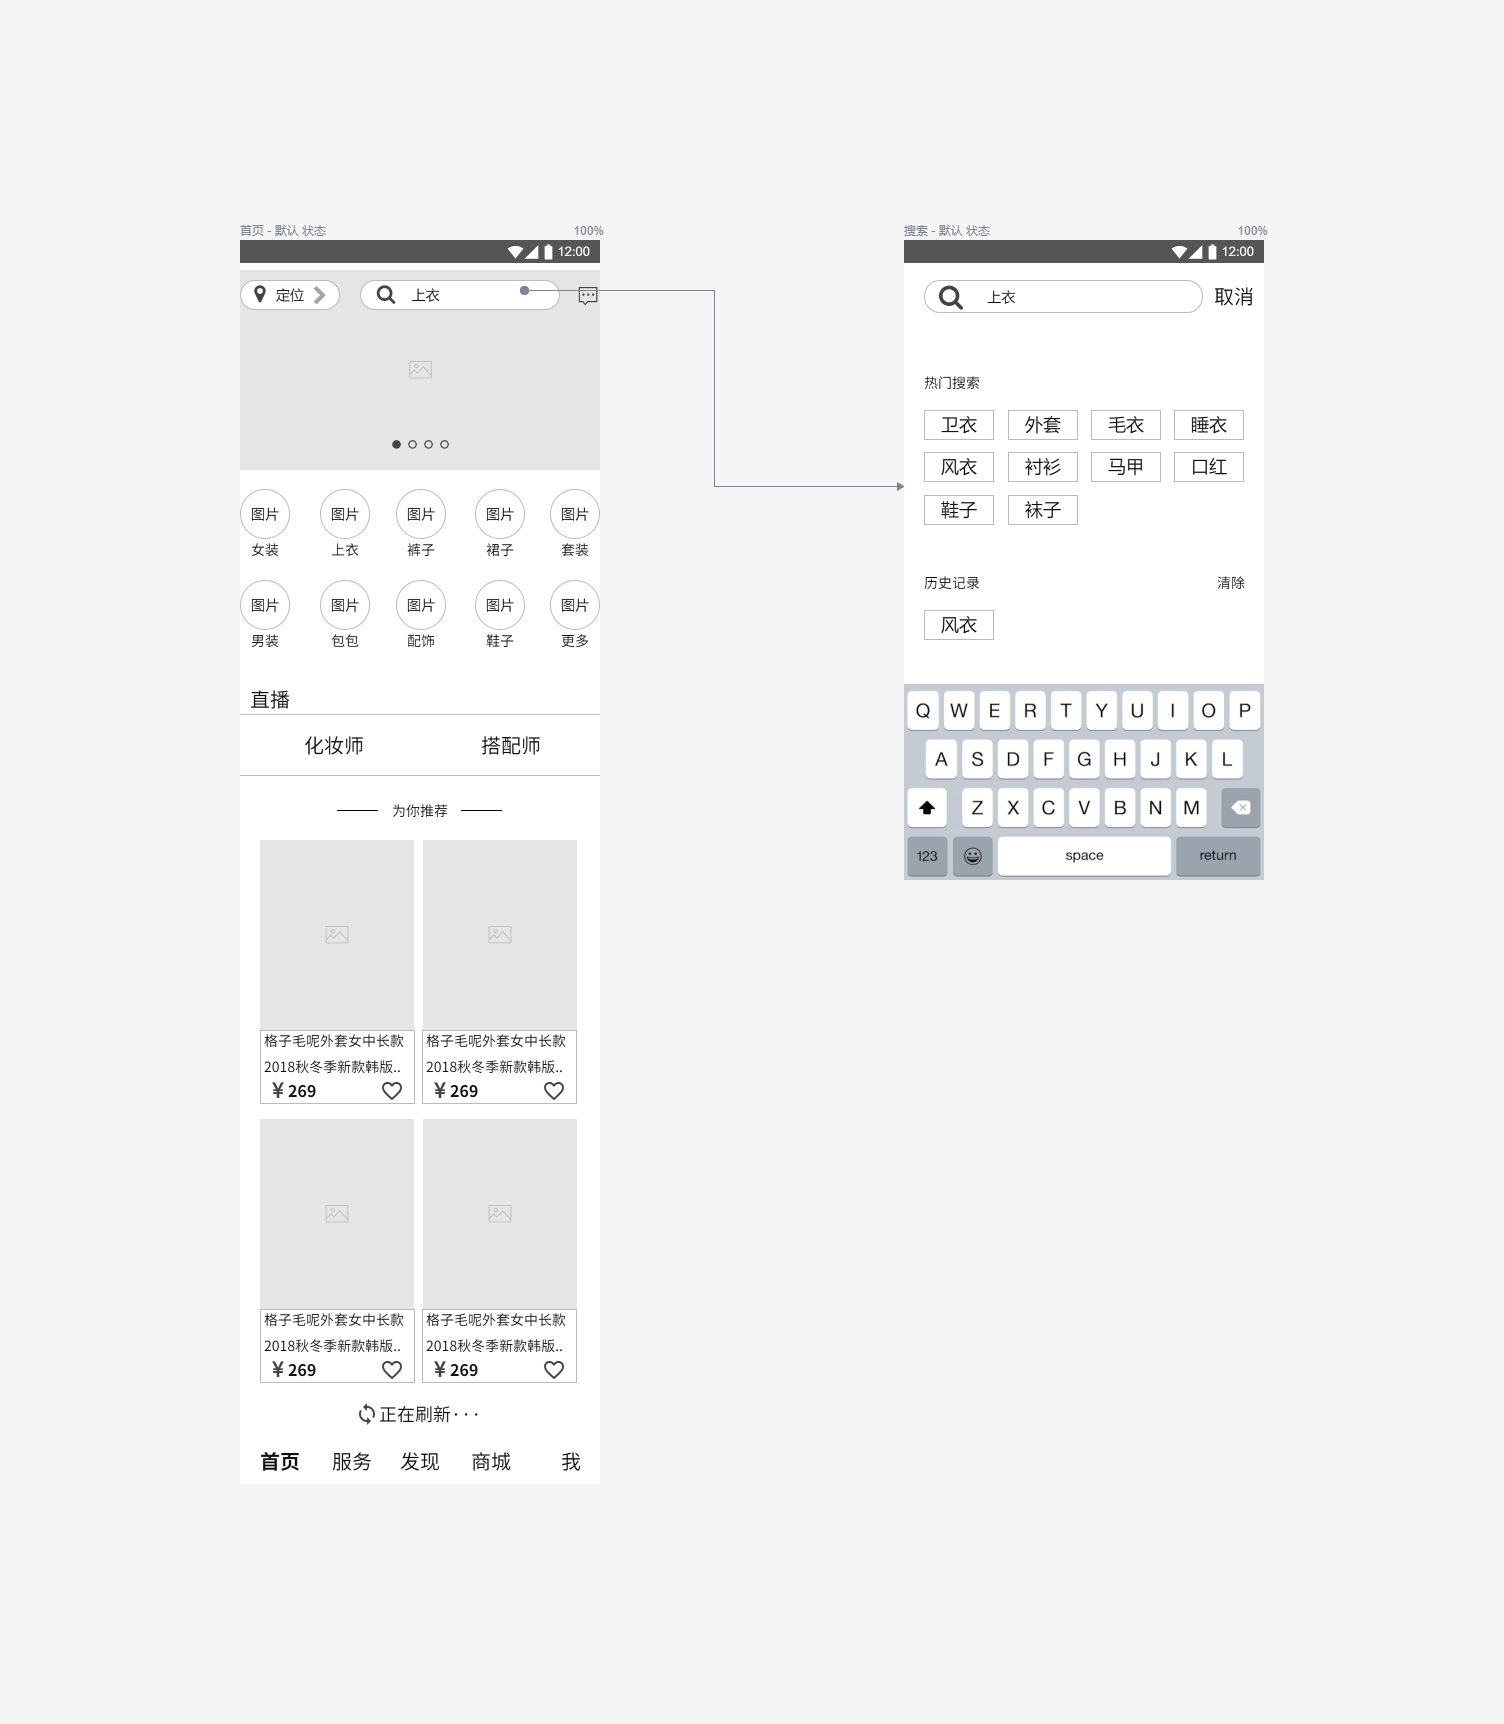 首页 - 默认 状态 100%
12:00
定位 上衣
图片 图片 图片 图片 图片
女装 上衣 裤子 裙子 套装
图片 图片 图片 图片 图片
男装 包包 配饰 鞋子 更多
直播
化妆师 搭配师
为你推荐
格子毛呢外套女中长款 格子毛呢外套女中长款
2018秋冬季新款韩版.. 2018秋冬季新款韩版..
¥ 269 ¥ 269
格子毛呢外套女中长款 格子毛呢外套女中长款
2018秋冬季新款韩版.. 2018秋冬季新款韩版..
¥ 269 ¥ 269
正在刷新···
首页 服务 发现 商城 我
搜索 - 默认 状态 100%
12:00
上衣 取消
热门搜索
卫衣 外套 毛衣 睡衣
风衣 衬衫 马甲 口红
鞋子 袜子
历史记录 清除
风衣
Q W E R T Y U I O P
A S D F G H J K L
Z X C V B N M
123 space return